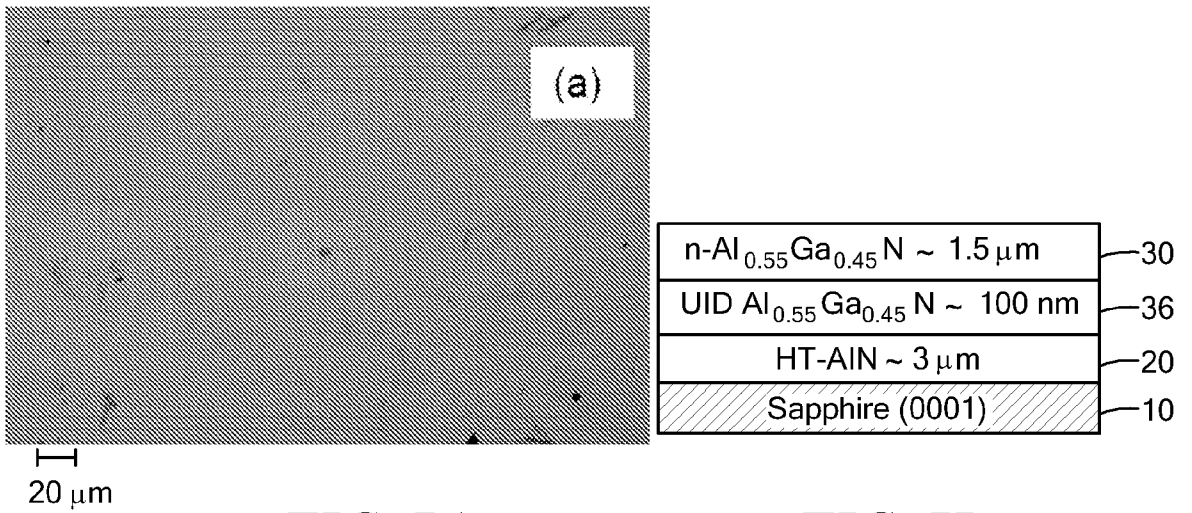 (a)
n-Al0.55Ga0.45N ~ 1.5 μm
30
UID Al0.55Ga0.45N ~ 100 nm
36
HT-AlN ~ 3 μm
20
Sapphire (0001)
10
20 μm